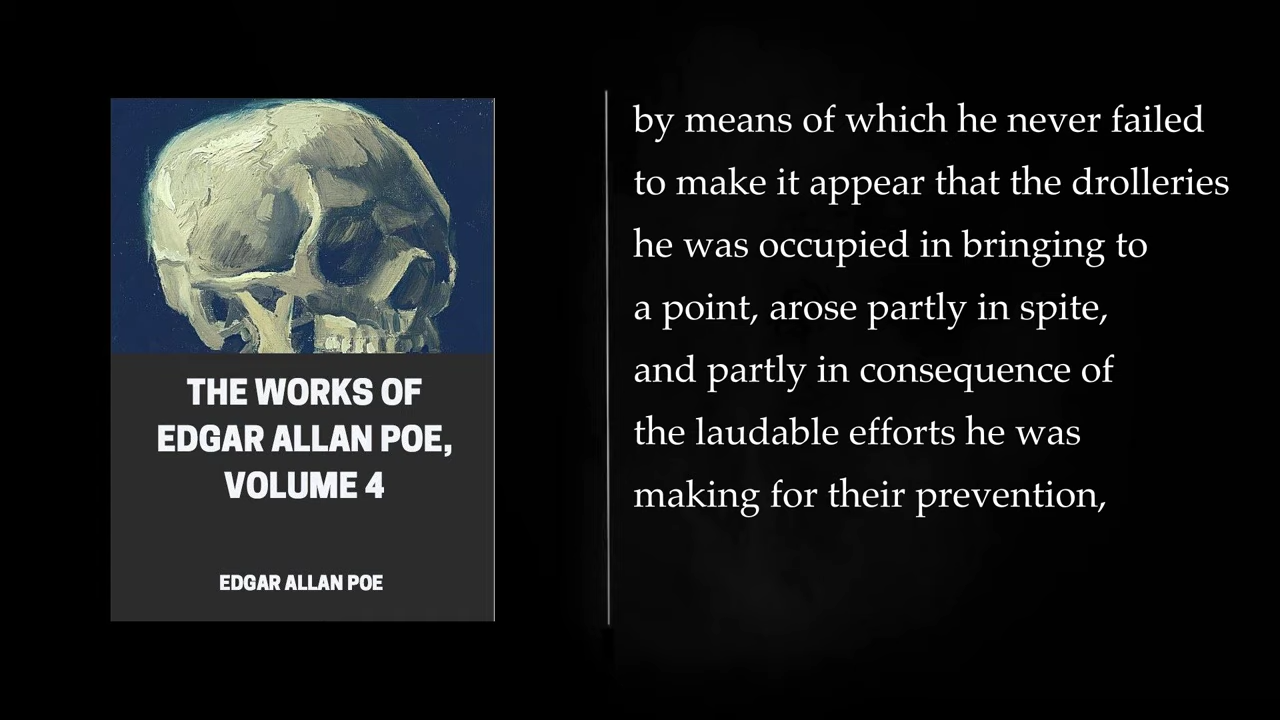 THE WORKS OF
EDGAR ALLAN POE,
VOLUME 4
EDGAR ALLAN POE
by means of which he never failed
to make it appear that the drolleries
he was occupied in bringing to
a point, arose partly in spite,
and partly in consequence of
the laudable efforts he was
making for their prevention,